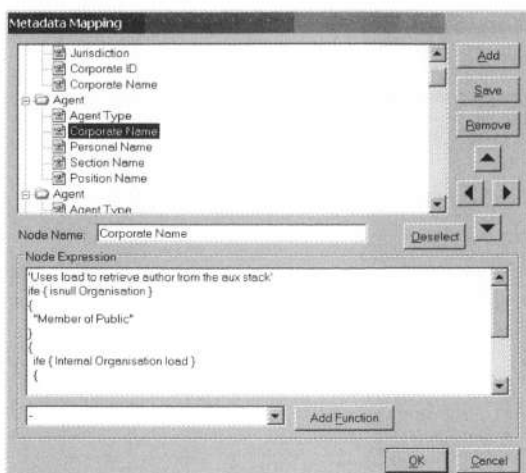 Metadata Mapping
Jurisdiction
Corporate ID
Corporate Name
Agent
Agent Type
Corporate Name
Personal Name
Section Name
Position Name
Agent
Agent Type
Add
Save
Remove
Node Name: Corporate Name
Deselect
Node Expression
'Uses load to retrieve author from the aux stack'
ife { isnull Organisation }
{
"Member of Public"
}
{
ife { Internal Organisation load }
{
-
Add Function
OK
Cancel